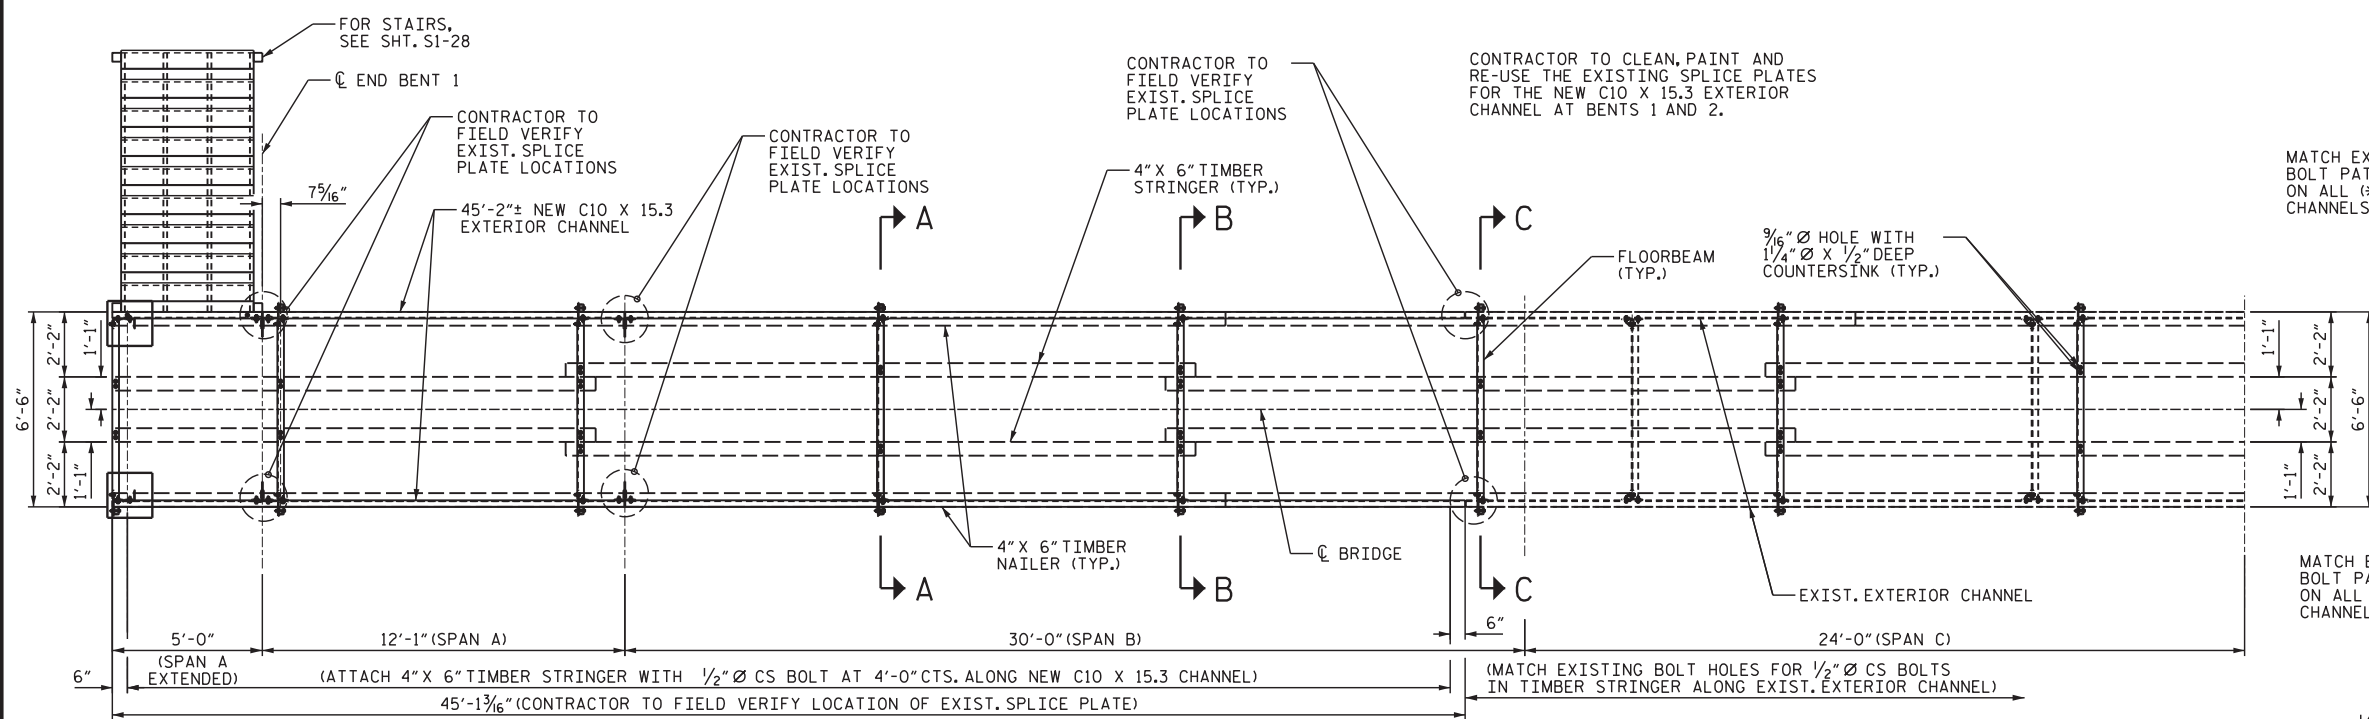 FOR STAIRS,
SEE SHT. S1-28
℄ END BENT 1
CONTRACTOR TO
FIELD VERIFY
EXIST. SPLICE
PLATE LOCATIONS
7 5/16"
45'-2"± NEW C10 X 15.3
EXTERIOR CHANNEL
CONTRACTOR TO
FIELD VERIFY
EXIST. SPLICE
PLATE LOCATIONS
CONTRACTOR TO
FIELD VERIFY
EXIST. SPLICE
PLATE LOCATIONS
4" X 6" TIMBER
STRINGER (TYP.)
CONTRACTOR TO CLEAN, PAINT AND
RE-USE THE EXISTING SPLICE PLATES
FOR THE NEW C10 X 15.3 EXTERIOR
CHANNEL AT BENTS 1 AND 2.
MATCH EX
BOLT PAT
ON ALL (
CHANNELS
A
B
C
FLOORBEAM
(TYP.)
9/16" Ø HOLE WITH
1 1/4" Ø X 1/2" DEEP
COUNTERSINK (TYP.)
6'-6"
2'-2"
2'-2"
2'-2"
1'-1"
1'-1"
1'-1"
1'-1"
2'-2"
2'-2"
2'-2"
6'-6"
4" X 6" TIMBER
NAILER (TYP.)
℄ BRIDGE
A
B
C
EXIST. EXTERIOR CHANNEL
MATCH E
BOLT PA
ON ALL
CHANNEL
5'-0"
(SPAN A
EXTENDED)
12'-1" (SPAN A)
30'-0" (SPAN B)
6"
24'-0" (SPAN C)
6"
(ATTACH 4" X 6" TIMBER STRINGER WITH 1/2" Ø CS BOLT AT 4'-0" CTS. ALONG NEW C10 X 15.3 CHANNEL)
(MATCH EXISTING BOLT HOLES FOR 1/2" Ø CS BOLTS
IN TIMBER STRINGER ALONG EXIST. EXTERIOR CHANNEL)
45'-1 3/16" (CONTRACTOR TO FIELD VERIFY LOCATION OF EXIST. SPLICE PLATE)